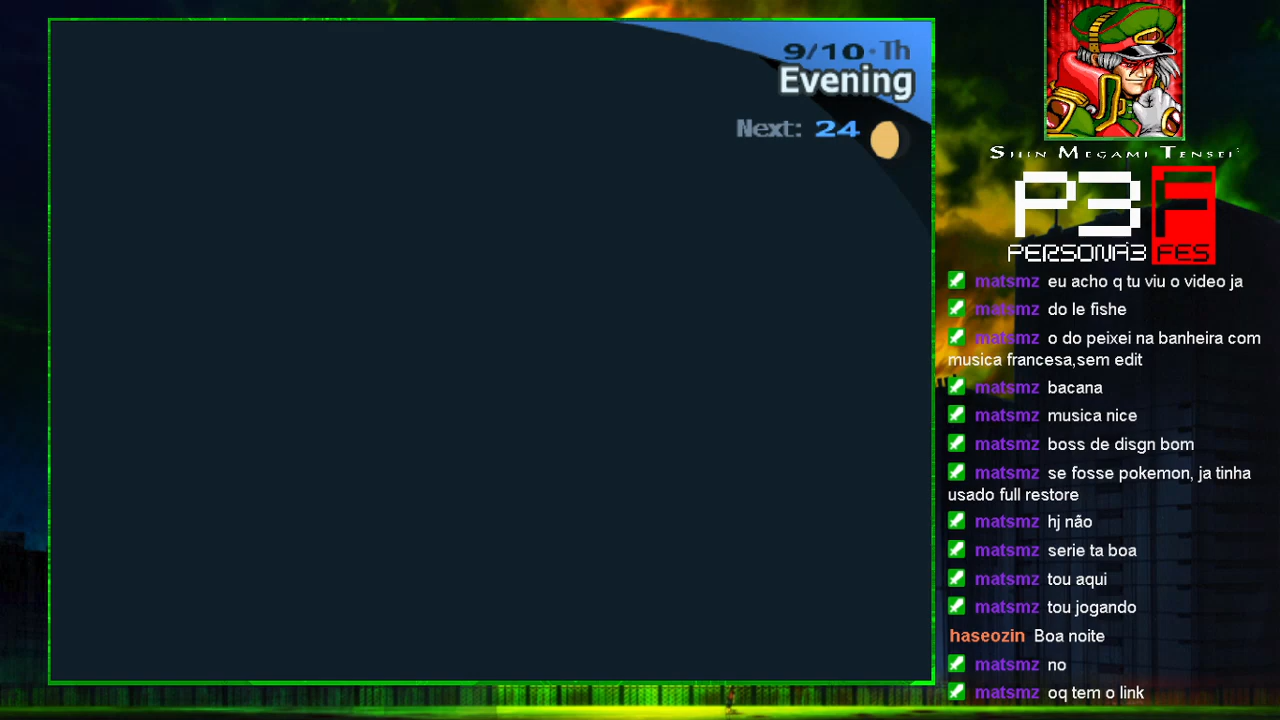 9/10·Th
Evening
Next: 24
SHIN MEGAMI TENSEI
P3F
PERSONA3 FES
matsmz eu acho q tu viu o video ja
matsmz do le fishe
matsmz o do peixei na banheira com
musica francesa,sem edit
matsmz bacana
matsmz musica nice
matsmz boss de disgn bom
matsmz se fosse pokemon, ja tinha
usado full restore
matsmz hj não
matsmz serie ta boa
matsmz tou aqui
matsmz tou jogando
haseozin Boa noite
matsmz no
matsmz oq tem o link